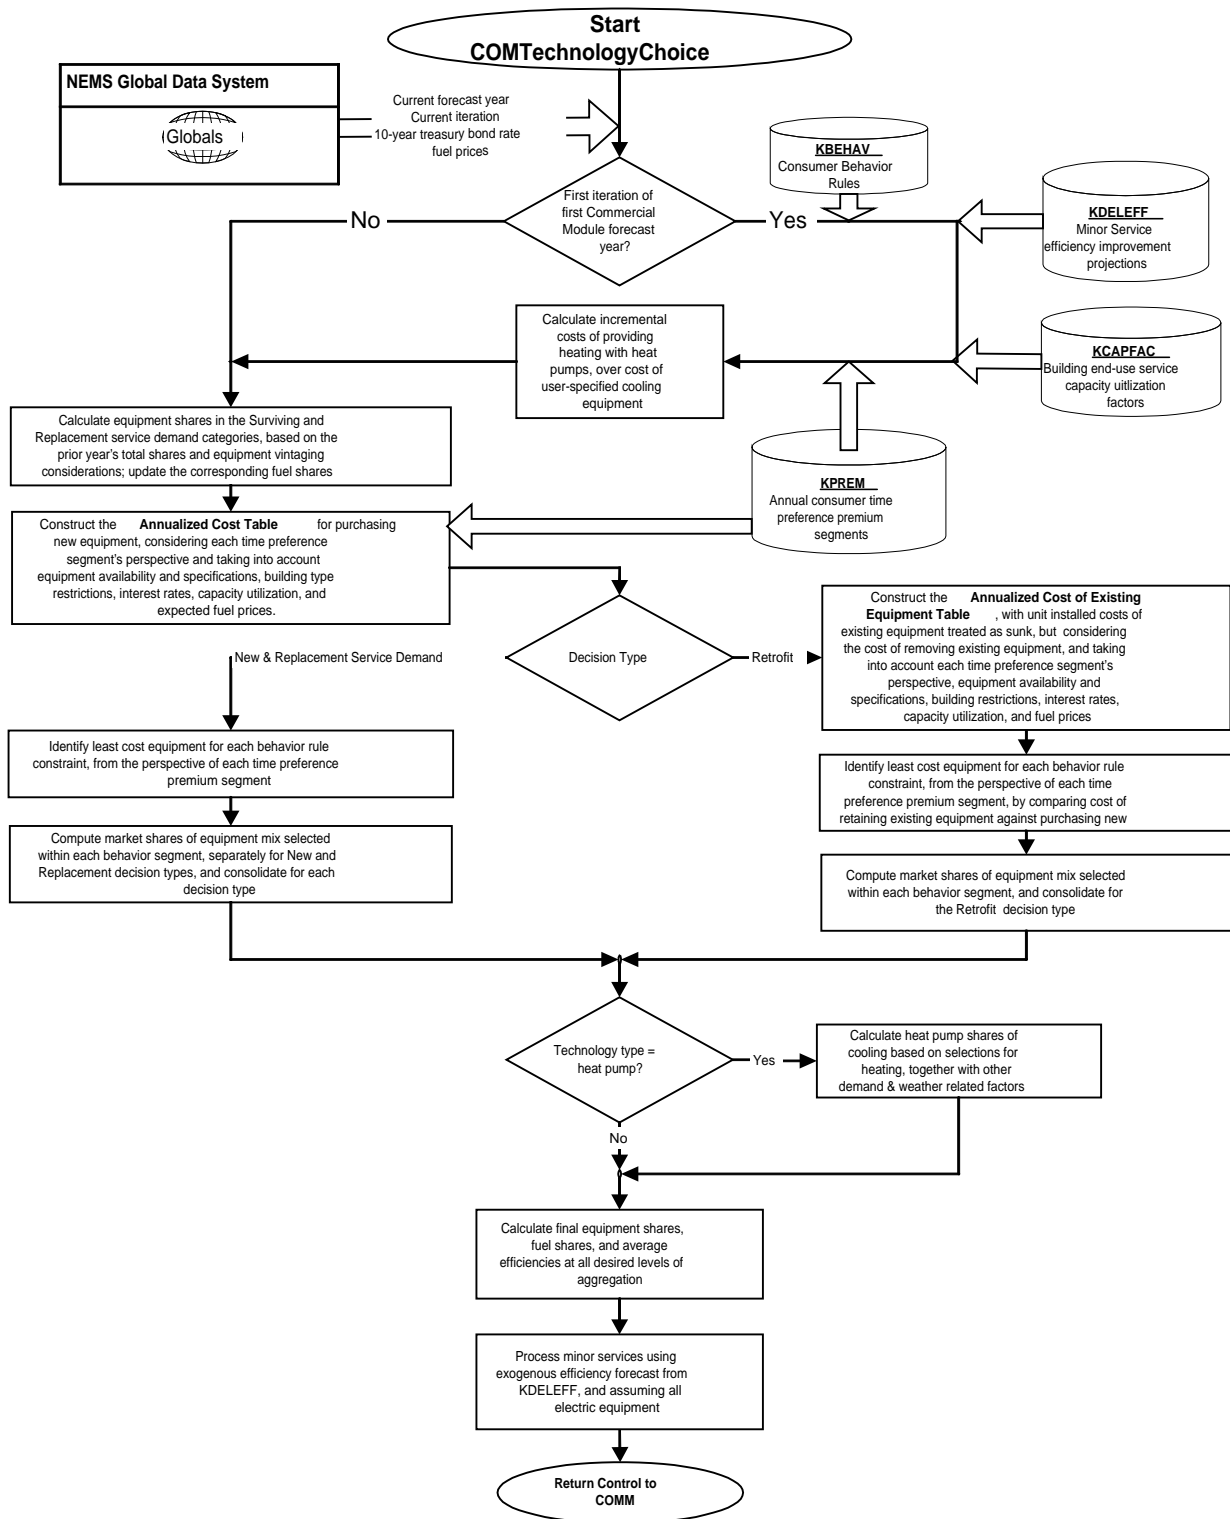 Start
COMTechnologyChoice
NEMS Global Data System
Globals
Current forecast year
Current iteration
10-year treasury bond rate
fuel prices
KBEHAV
Consumer Behavior
Rules
KDELEFF
Minor Service
efficiency improvement
projections
First iteration of
first Commercial
Module forecast
year?
No
Yes
KCAPFAC
Building end-use service
capacity uitlization
factors
Calculate incremental
costs of providing
heating with heat
pumps, over cost of
user-specified cooling
equipment
KPREM
Annual consumer time
preference premium
segments
Calculate equipment shares in the Surviving and
Replacement service demand categories, based on the
prior year's total shares and equipment vintaging
considerations; update the corresponding fuel shares
Construct the Annualized Cost Table for purchasing
new equipment, considering each time preference
segment's perspective and taking into account
equipment availability and specifications, building type
restrictions, interest rates, capacity utilization, and
expected fuel prices.
Decision Type
New & Replacement Service Demand
Retrofit
Construct the Annualized Cost of Existing
Equipment Table , with unit installed costs of
existing equipment treated as sunk, but considering
the cost of removing existing equipment, and taking
into account each time preference segment's
perspective, equipment availability and
specifications, building restrictions, interest rates,
capacity utilization, and fuel prices
Identify least cost equipment for each behavior rule
constraint, from the perspective of each time preference
premium segment
Identify least cost equipment for each behavior rule
constraint, from the perspective of each time
preference premium segment, by comparing cost of
retaining existing equipment against purchasing new
Compute market shares of equipment mix selected
within each behavior segment, separately for New and
Replacement decision types, and consolidate for each
decision type
Compute market shares of equipment mix selected
within each behavior segment, and consolidate for
the Retrofit decision type
Technology type =
heat pump?
Yes
No
Calculate heat pump shares of
cooling based on selections for
heating, together with other
demand & weather related factors
Calculate final equipment shares,
fuel shares, and average
efficiencies at all desired levels of
aggregation
Process minor services using
exogenous efficiency forecast from
KDELEFF, and assuming all
electric equipment
Return Control to
COMM